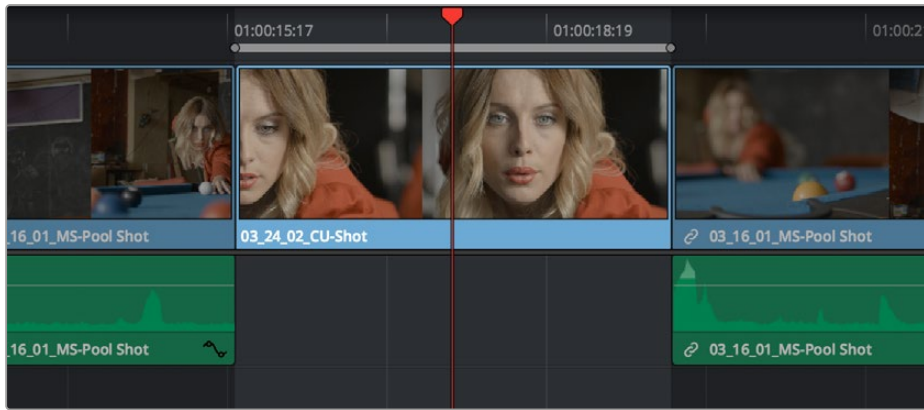 01:00:15:17
01:00:18:19
01:00:2
_16_01_MS-Pool Shot
03_24_02_CU-Shot
03_16_01_MS-Pool Shot
_16_01_MS-Pool Shot
03_16_01_MS-Pool Shot